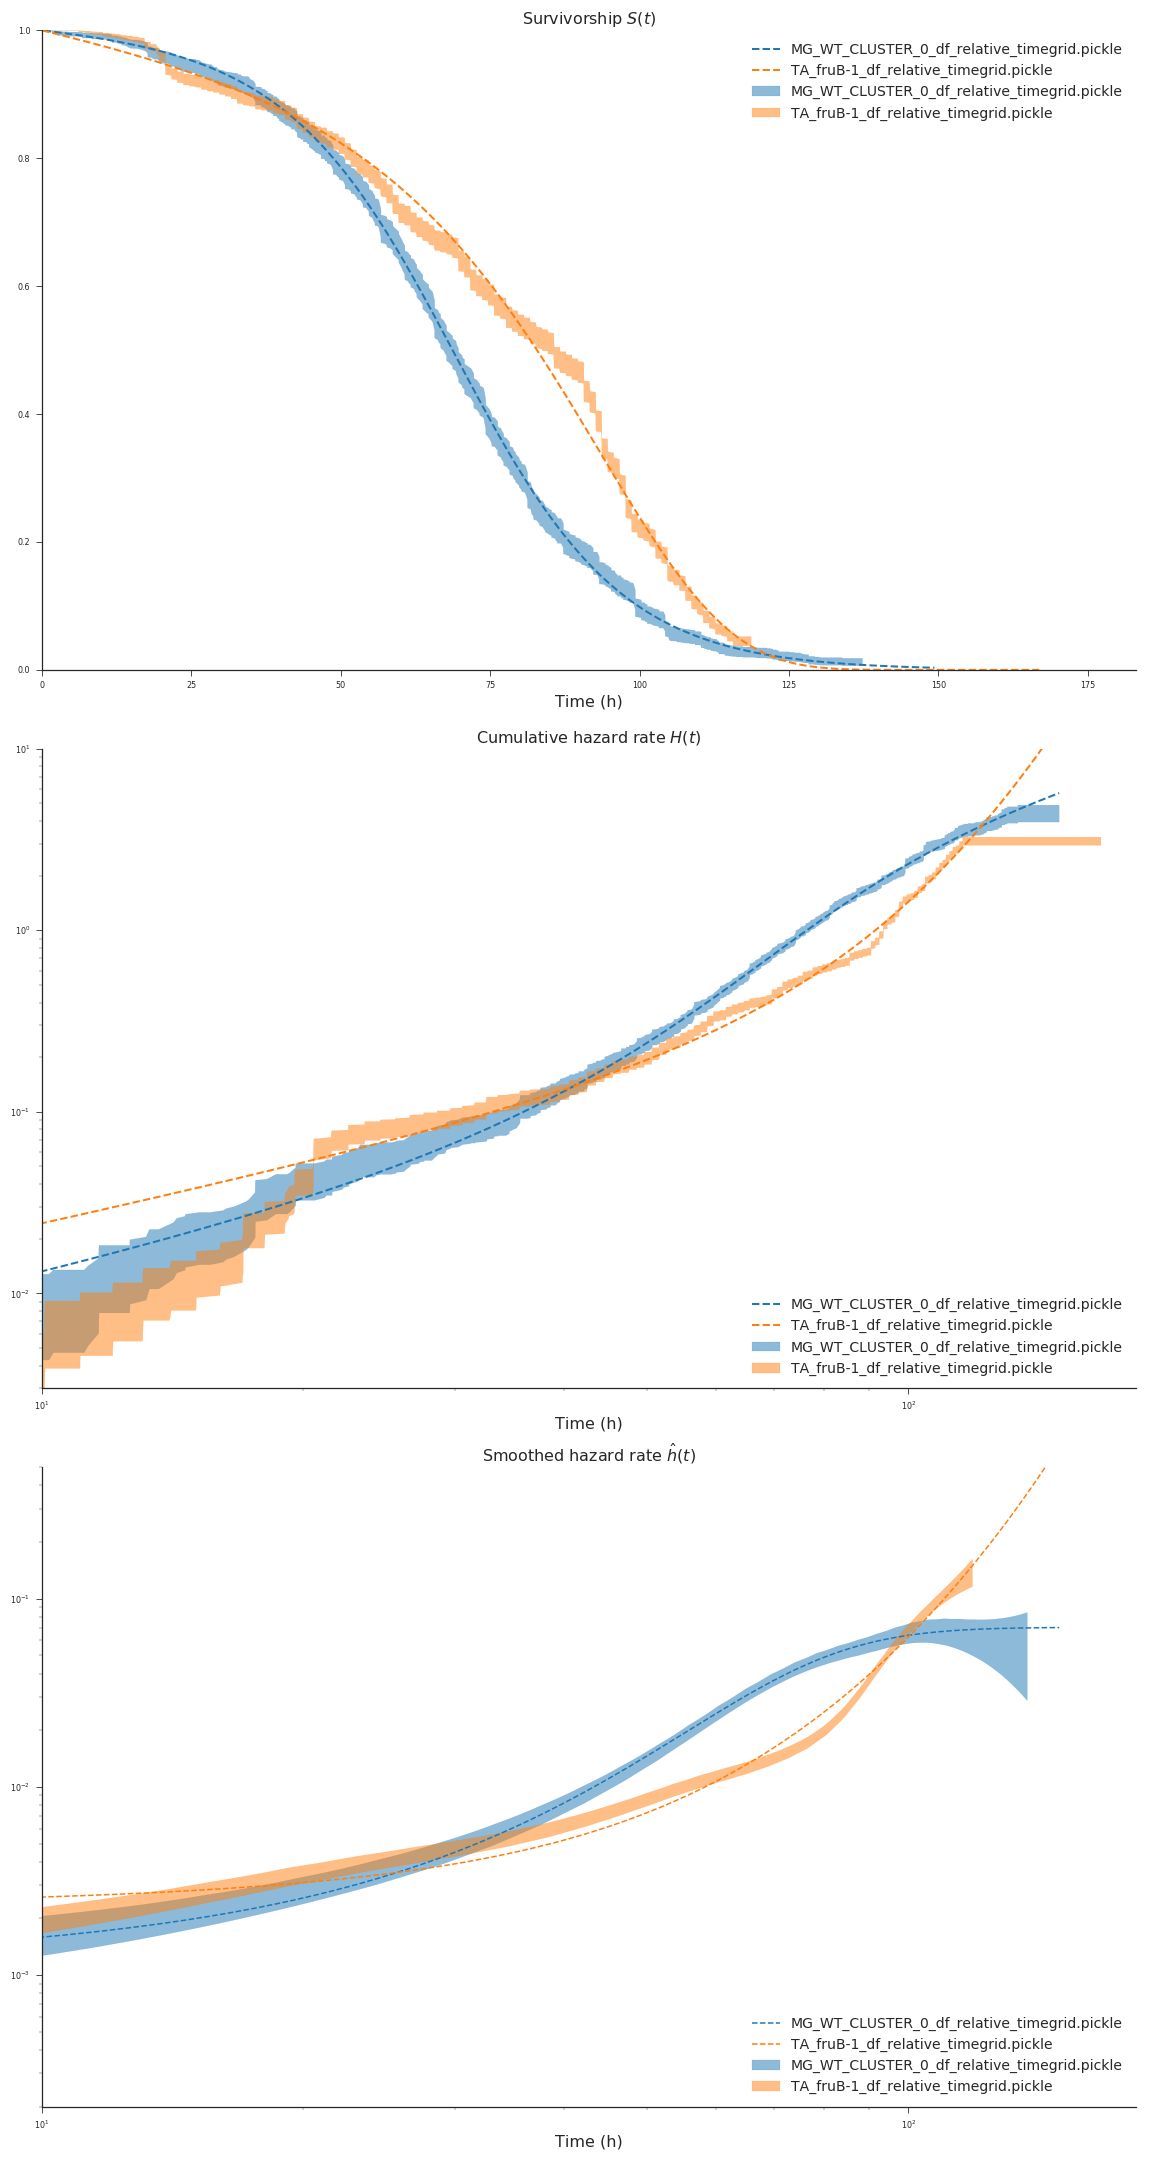 Survivorship S(t)
1.0
0.8
0.6
0.4
0.2
0.0
MG_WT_CLUSTER_0_df_relative_timegrid.pickle
TA_fruB-1_df_relative_timegrid.pickle
MG_WT_CLUSTER_0_df_relative_timegrid.pickle
TA_fruB-1_df_relative_timegrid.pickle
0 25 50 75 100 125 150 175
Time (h)
Cumulative hazard rate H(t)
10¹
10⁰
10⁻¹
10⁻²
MG_WT_CLUSTER_0_df_relative_timegrid.pickle
TA_fruB-1_df_relative_timegrid.pickle
MG_WT_CLUSTER_0_df_relative_timegrid.pickle
TA_fruB-1_df_relative_timegrid.pickle
10¹ 10²
Time (h)
Smoothed hazard rate ĥ(t)
10⁻¹
10⁻²
10⁻³
MG_WT_CLUSTER_0_df_relative_timegrid.pickle
TA_fruB-1_df_relative_timegrid.pickle
MG_WT_CLUSTER_0_df_relative_timegrid.pickle
TA_fruB-1_df_relative_timegrid.pickle
10¹ 10²
Time (h)